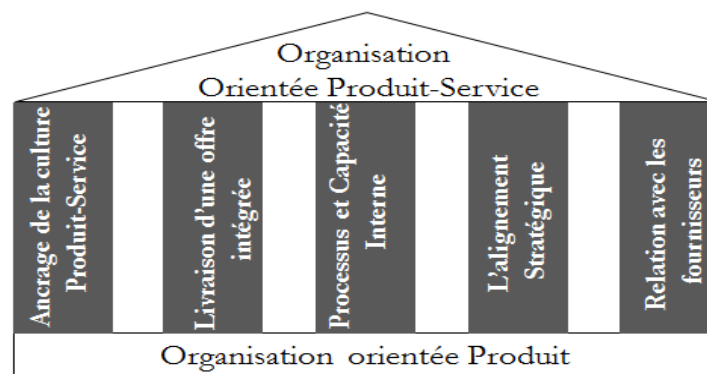 Organisation
Orientée Produit-Service
Ancrage de la culture
Produit-Service
Livraison d'une offre
intégrée
Processus et Capacité
Interne
L'alignement
Stratégique
Relation avec les
fournisseurs
Organisation orientée Produit